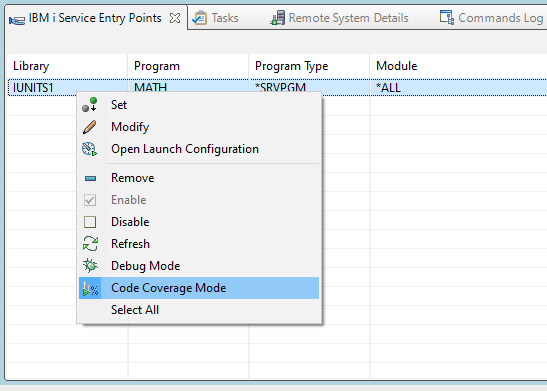 IBM i Service Entry Points Tasks Remote System Details Commands Log
Library Program Program Type Module
IUNITS1 MATH *SRVPGM *ALL
Set
Modify
Open Launch Configuration
Remove
Enable
Disable
Refresh
Debug Mode
Code Coverage Mode
Select All